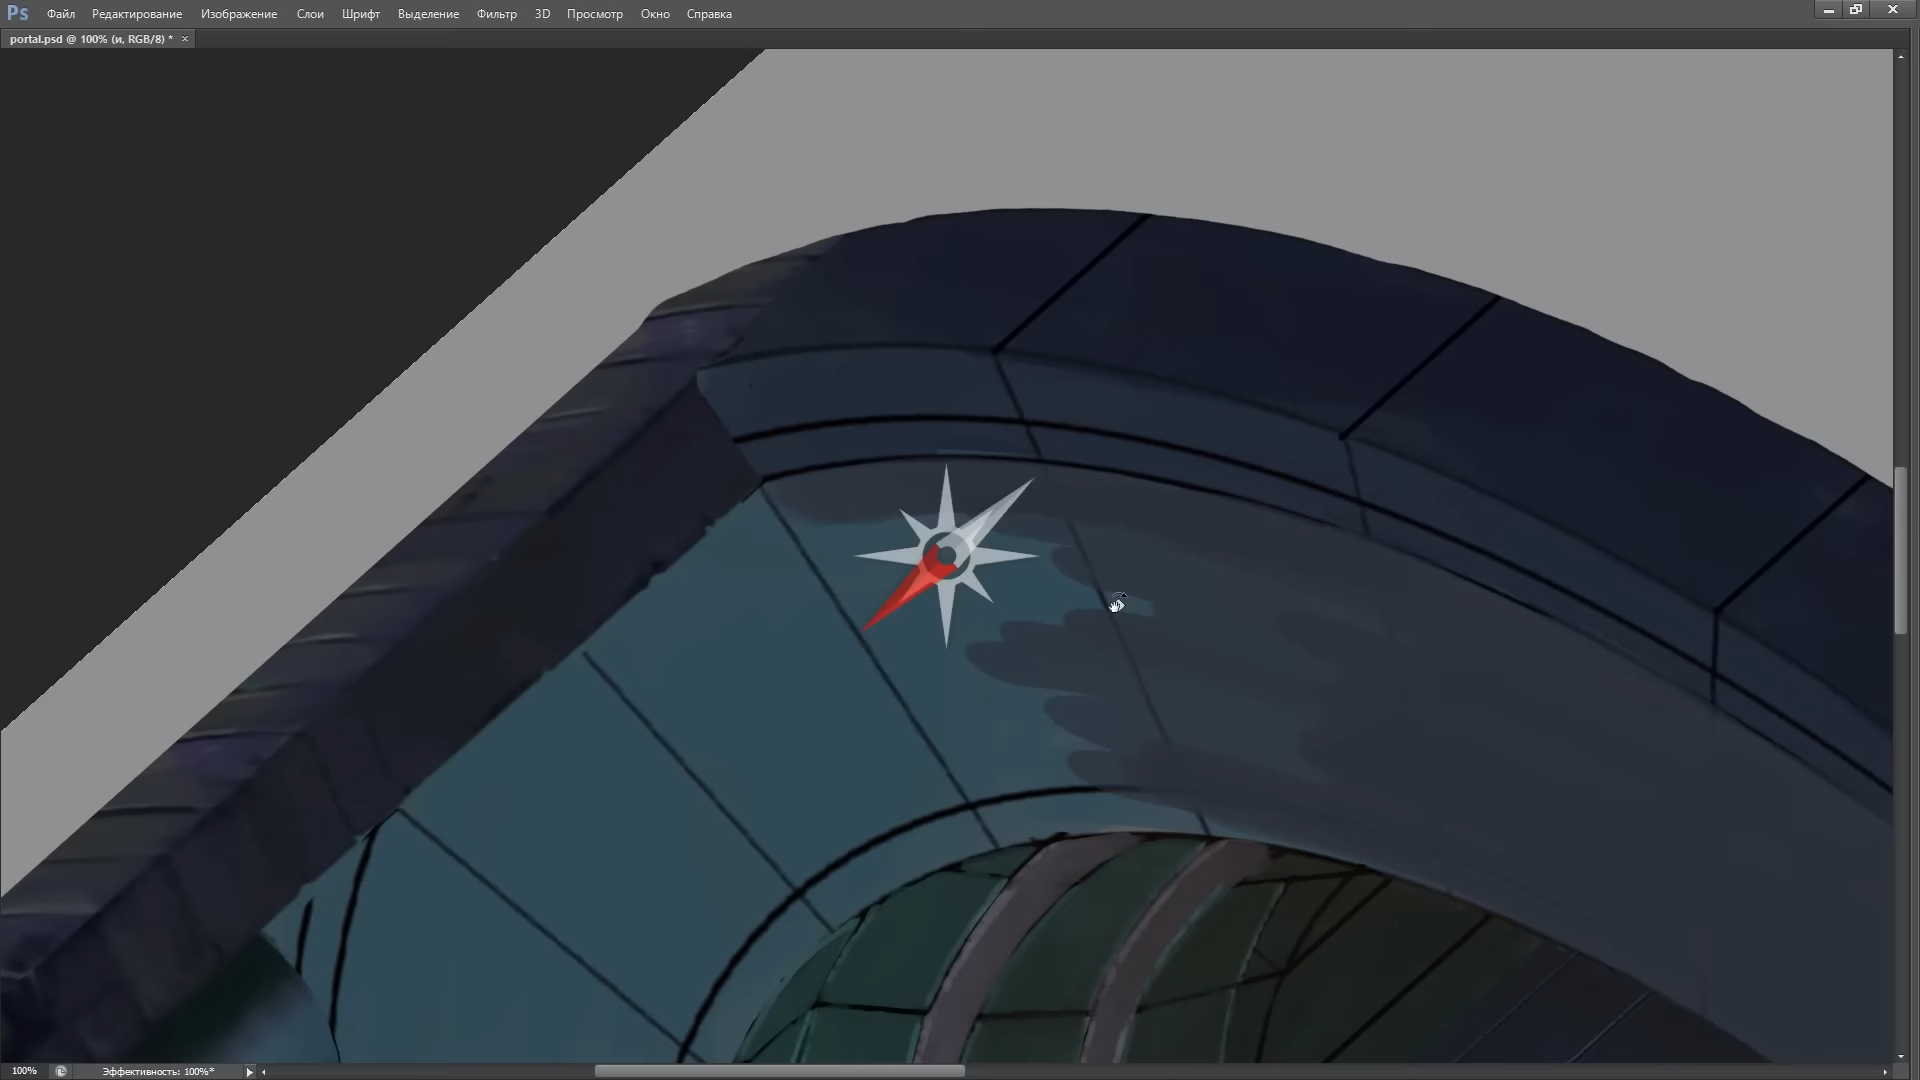 Ps Файл Редактирование Изображение Слои Шрифт Выделение Фильтр 3D Просмотр Окно Справка
portal.psd @ 100% (и, RGB/8) * ×
100% Эффективность: 100%*